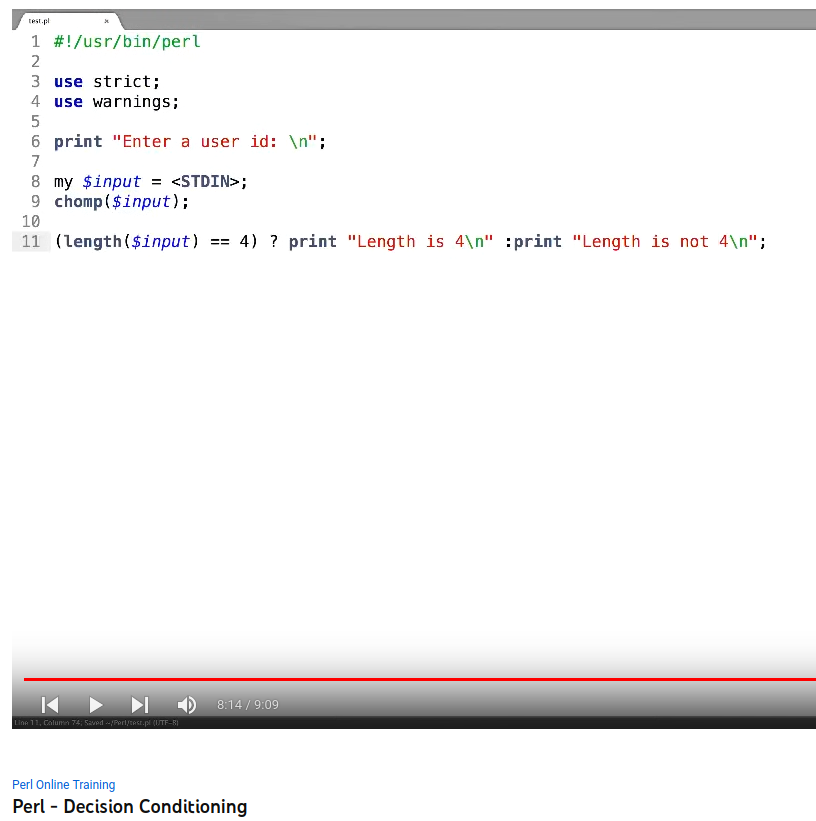 test.pl ×
1 #!/usr/bin/perl
2
3 use strict;
4 use warnings;
5
6 print "Enter a user id: \n";
7
8 my $input = <STDIN>;
9 chomp($input);
10
11 (length($input) == 4) ? print "Length is 4\n" :print "Length is not 4\n";
8:14 / 9:09
Line 11, Column 74; Saved ~/Perl/test.pl (UTF-8)
Perl Online Training
Perl - Decision Conditioning